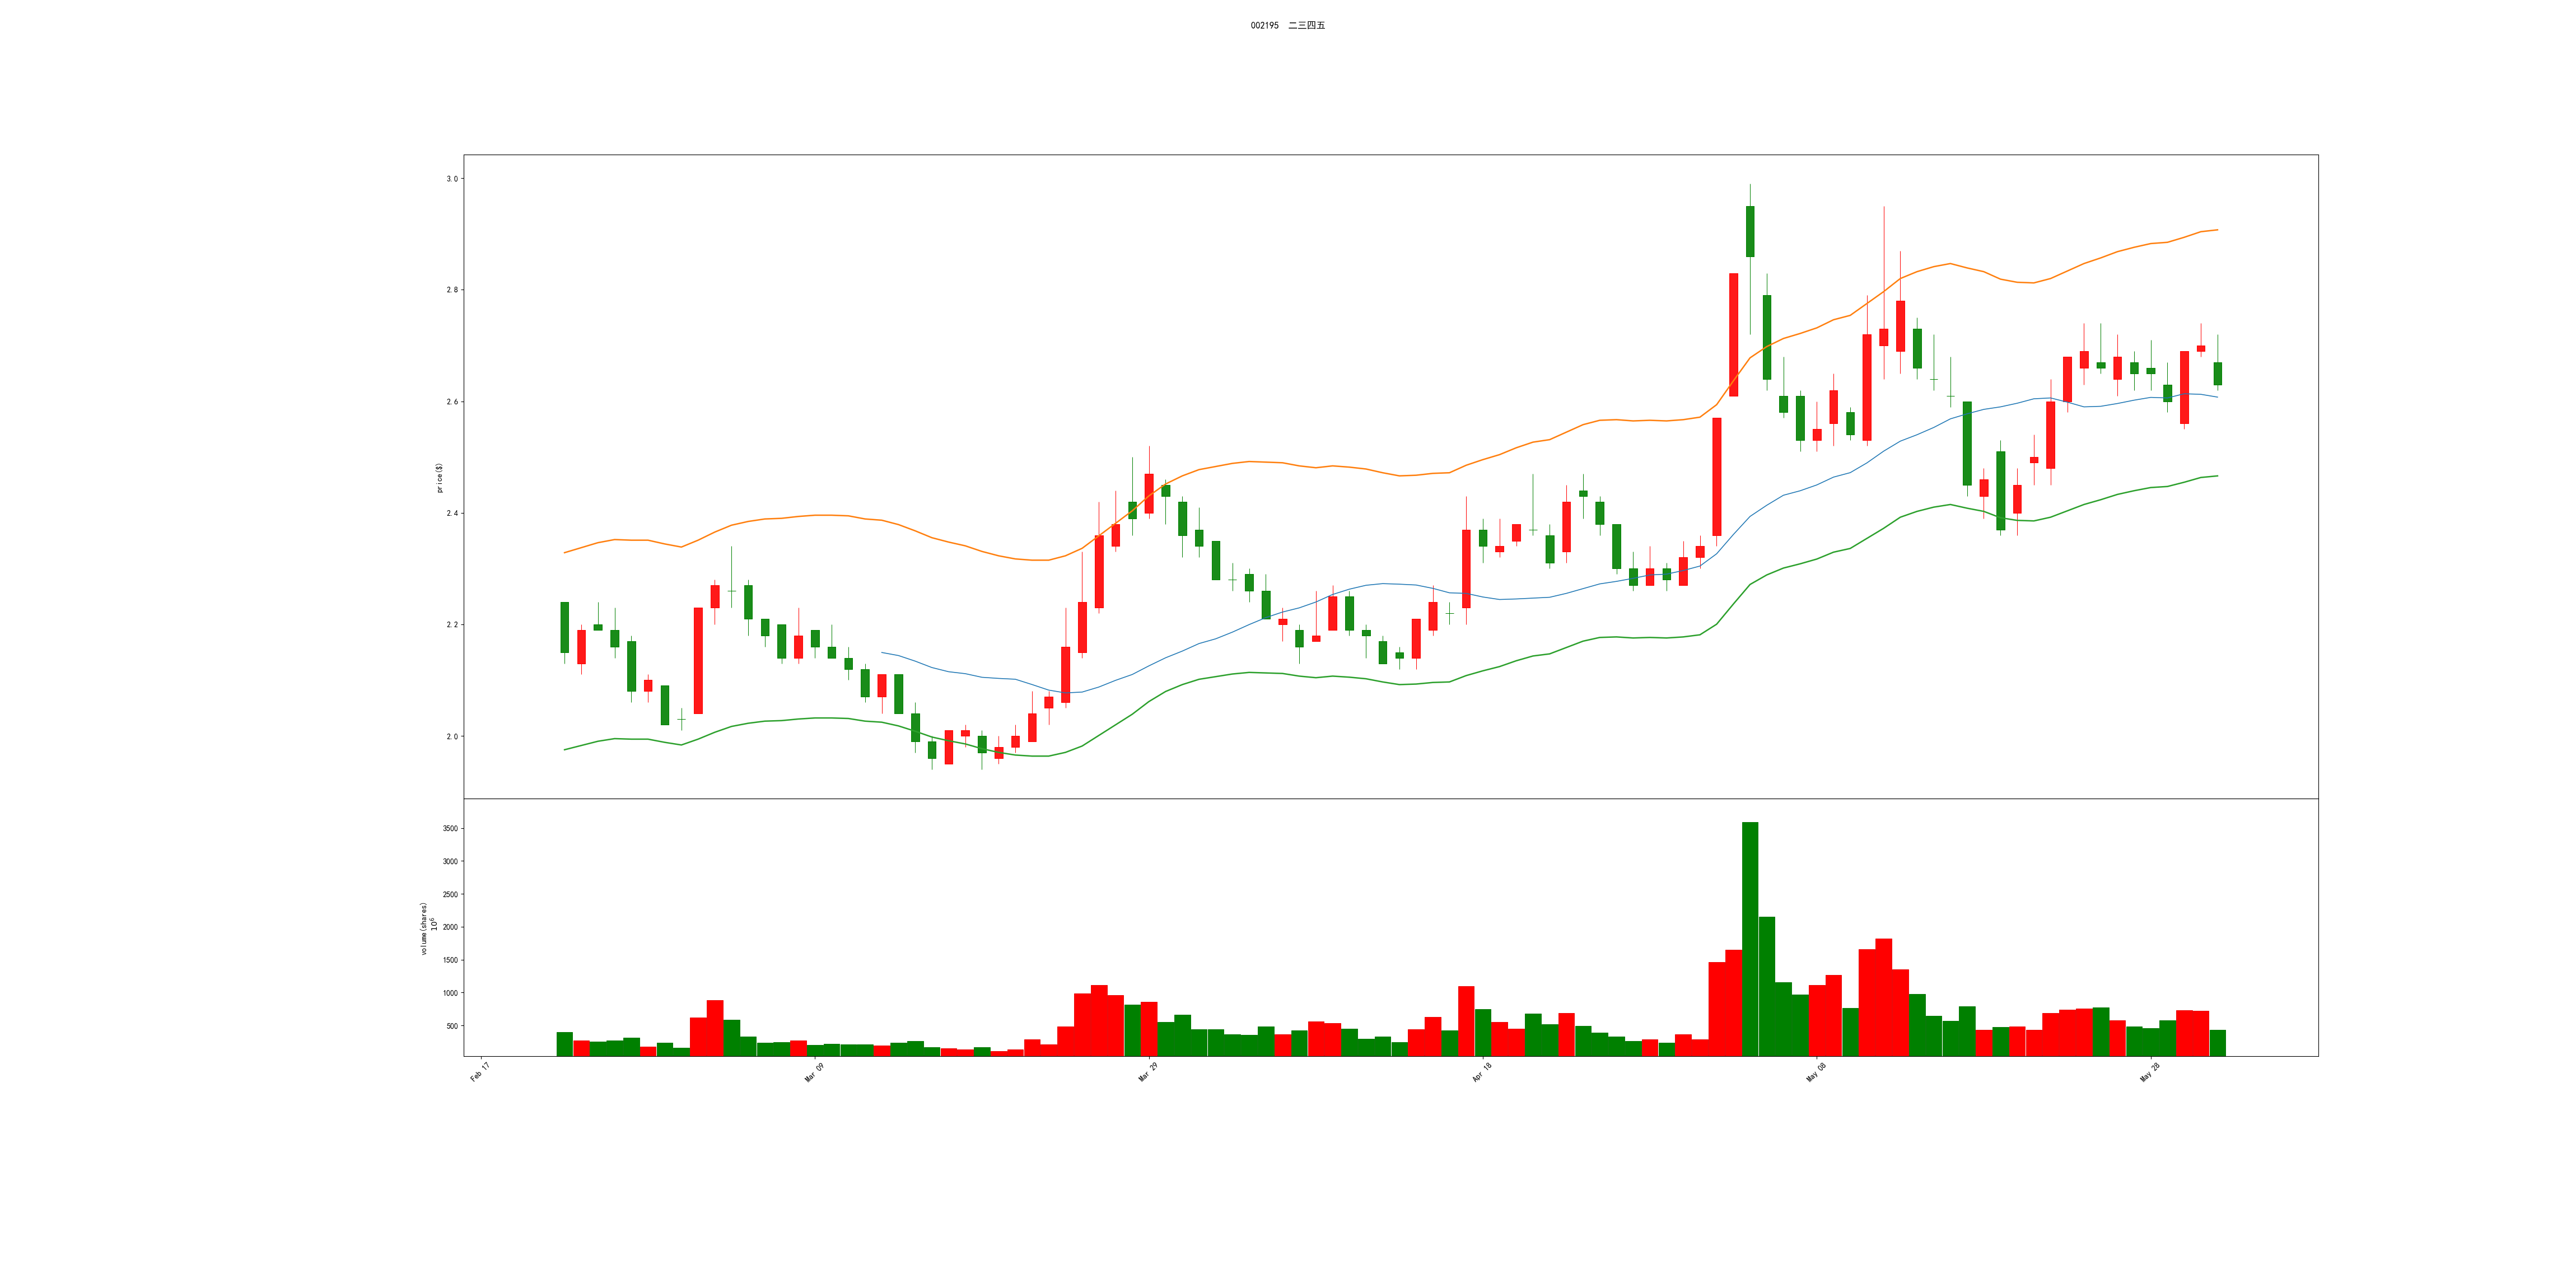 002195 二三四五
3.0
2.8
2.6
2.4
2.2
2.0
price($)
3500
3000
2500
2000
1500
1000
500
volume(shares)
10⁶
Feb 17
Mar 09
Mar 29
Apr 18
May 08
May 28